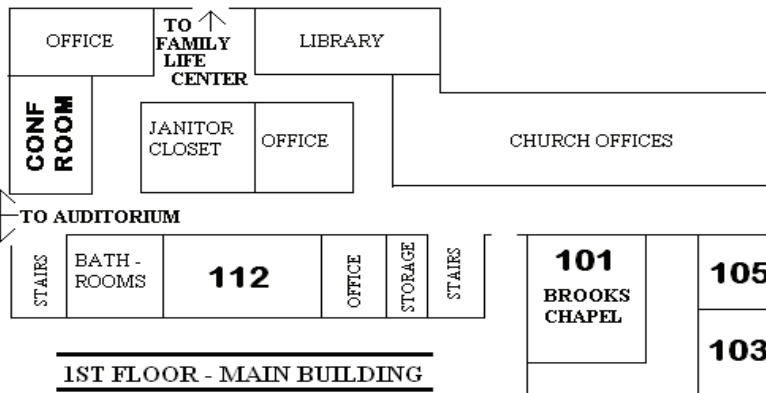 OFFICE
TO
FAMILY
LIFE
CENTER
LIBRARY
CONF
ROOM
JANITOR
CLOSET
OFFICE
CHURCH OFFICES
TO AUDITORIUM
STAIRS
BATH -
ROOMS
112
OFFICE
STORAGE
STAIRS
101
BROOKS
CHAPEL
105
103
1ST FLOOR - MAIN BUILDING